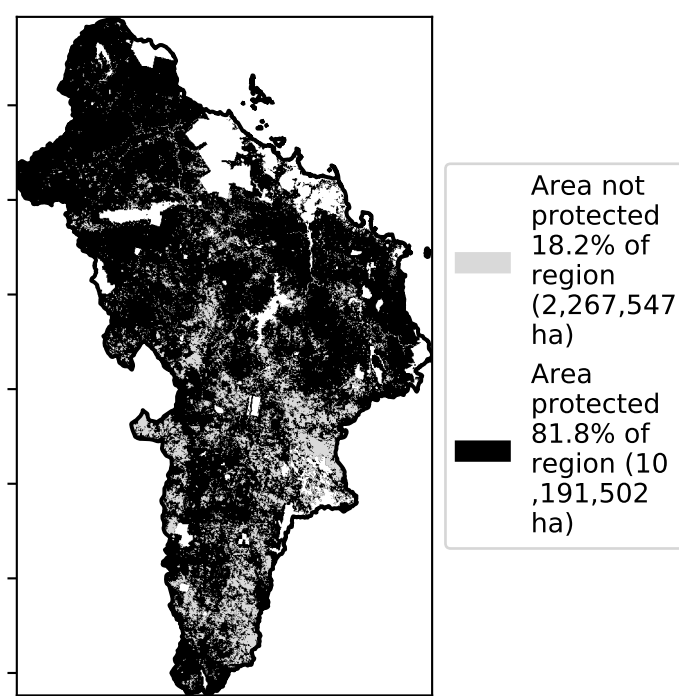 Area not
protected
18.2% of
region
(2,267,547
ha)
Area
protected
81.8% of
region (10
,191,502
ha)